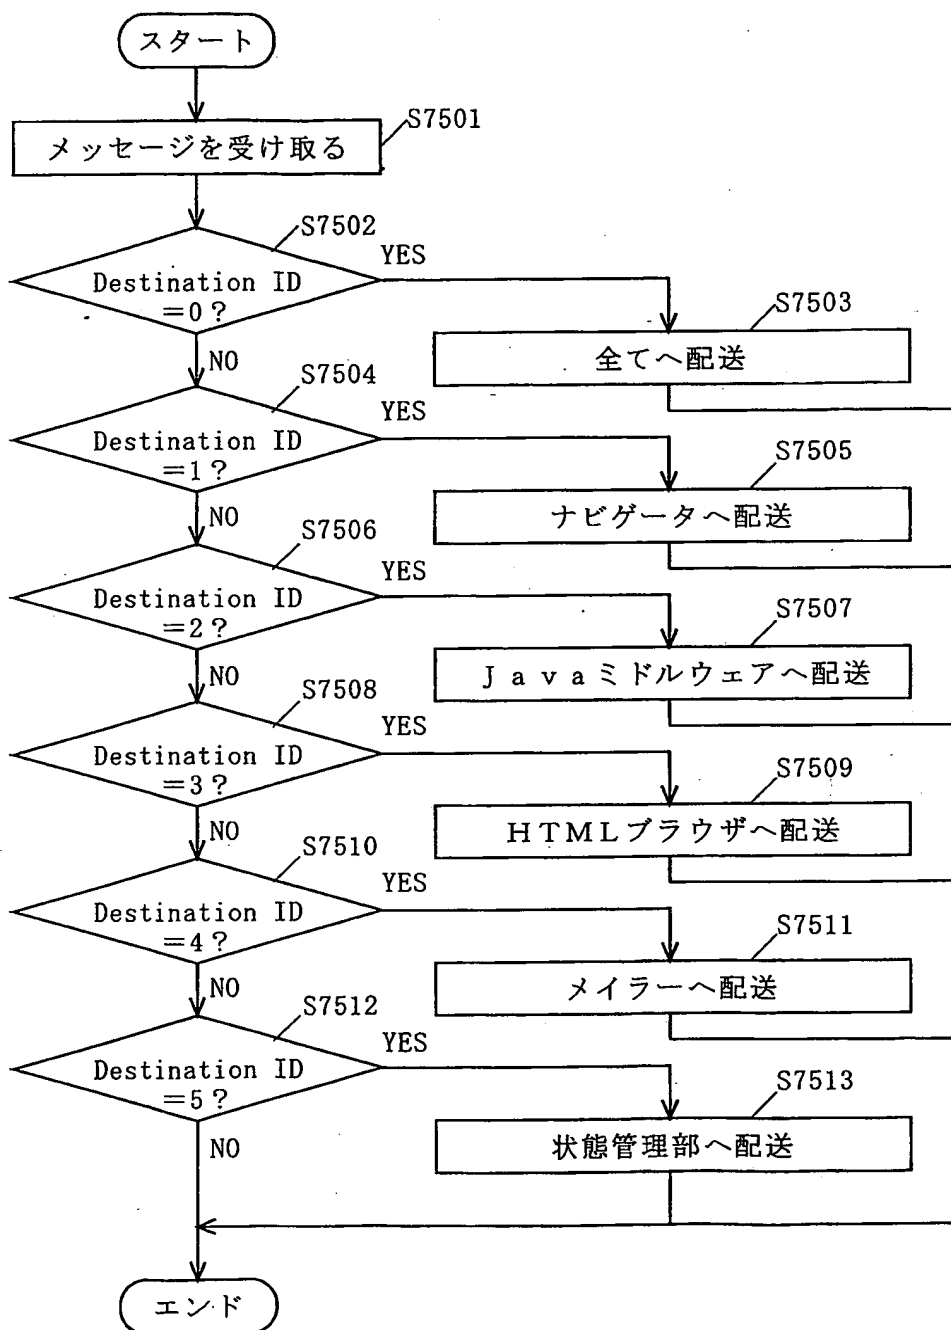 スタート
S7501
メッセージを受け取る
S7502
Destination ID
=0?
YES
NO
S7503
全てへ配送
S7504
Destination ID
=1?
YES
NO
S7505
ナビゲータへ配送
S7506
Destination ID
=2?
YES
NO
S7507
Javaミドルウェアへ配送
S7508
Destination ID
=3?
YES
NO
S7509
HTMLブラウザへ配送
S7510
Destination ID
=4?
YES
NO
S7511
メイラーへ配送
S7512
Destination ID
=5?
YES
NO
S7513
状態管理部へ配送
エンド